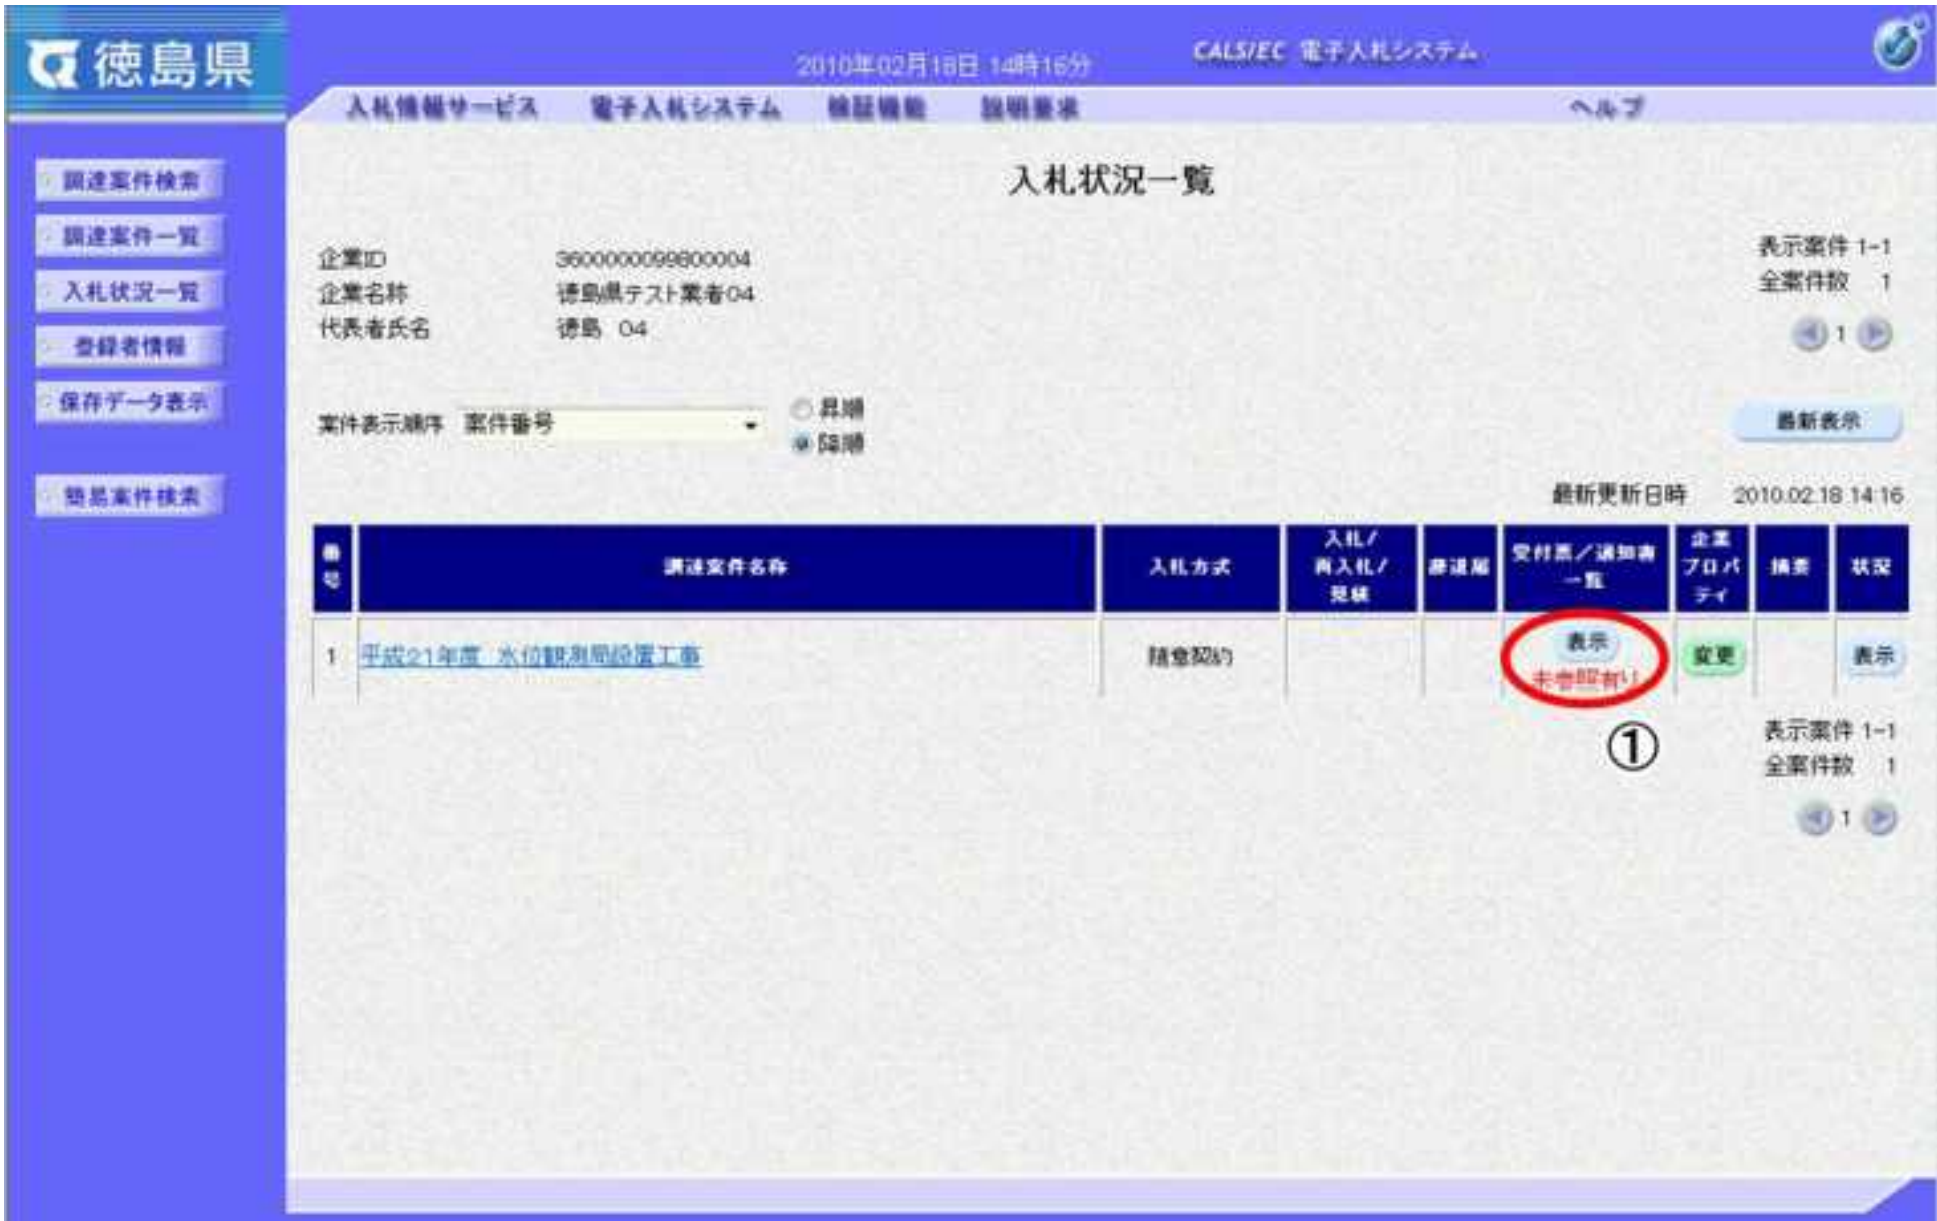 徳島県
2010年02月18日 14時16分
CALS/EC 電子入札システム
入札情報サービス 電子入札システム 検証機能 説明要求 ヘルプ
調達案件検索
調達案件一覧
入札状況一覧
登録者情報
保存データ表示
簡易案件検索
入札状況一覧
企業ID 3600000099800004
企業名称 徳島県テスト業者04
代表者氏名 徳島 04
表示案件 1-1
全案件数 1
1
案件表示順序 案件番号
昇順
降順
最新表示
最新更新日時 2010.02.18 14:16
番号 調達案件名称 入札方式 入札/再入札/見積 辞退届 受付票/通知書一覧 企業プロパティ 摘要 状況
1 平成21年度 水位観測局設置工事 随意契約 表示 変更 表示
未参照有り
①
表示案件 1-1
全案件数 1
1